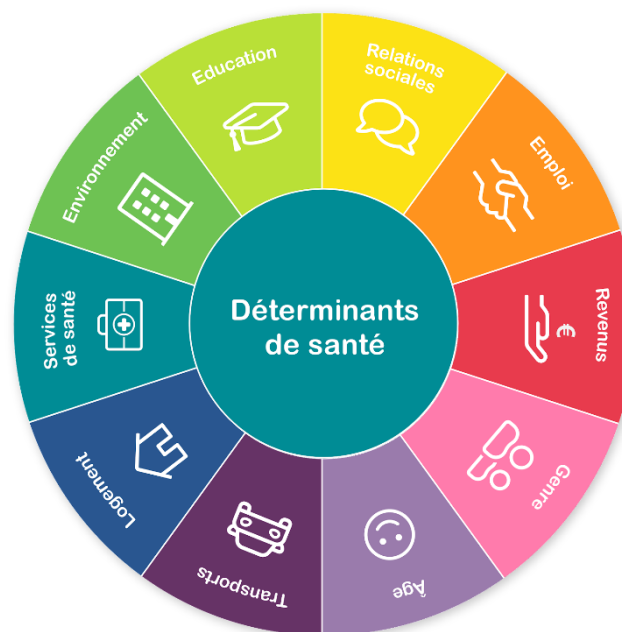 Déterminants
de santé
Relations
sociales
Emploi
Revenus
€
Genre
Âge
Transports
Logement
Services
de santé
Environnement
Education